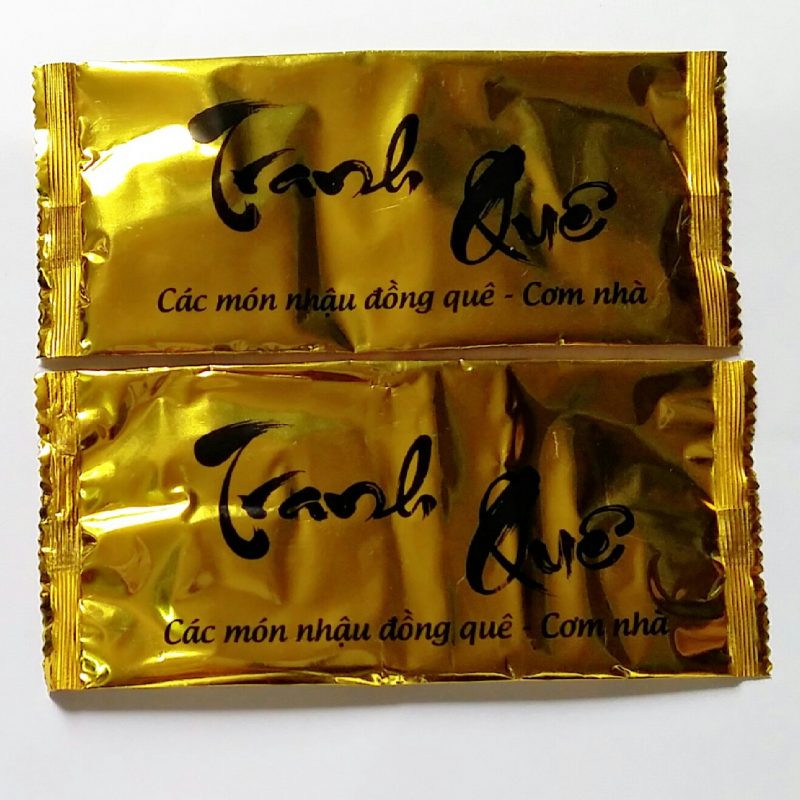 Tranh Quê
Các món nhậu đồng quê - Cơm nhà
Tranh Quê
Các món nhậu đồng quê - Cơm nhà